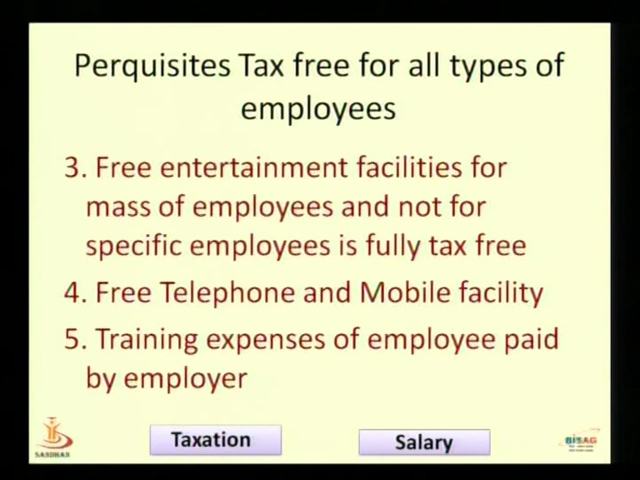 Perquisites Tax free for all types of
employees
3. Free entertainment facilities for
mass of employees and not for
specific employees is fully tax free
4. Free Telephone and Mobile facility
5. Training expenses of employee paid
by employer
SANDHAN
Taxation
Salary
BISAG